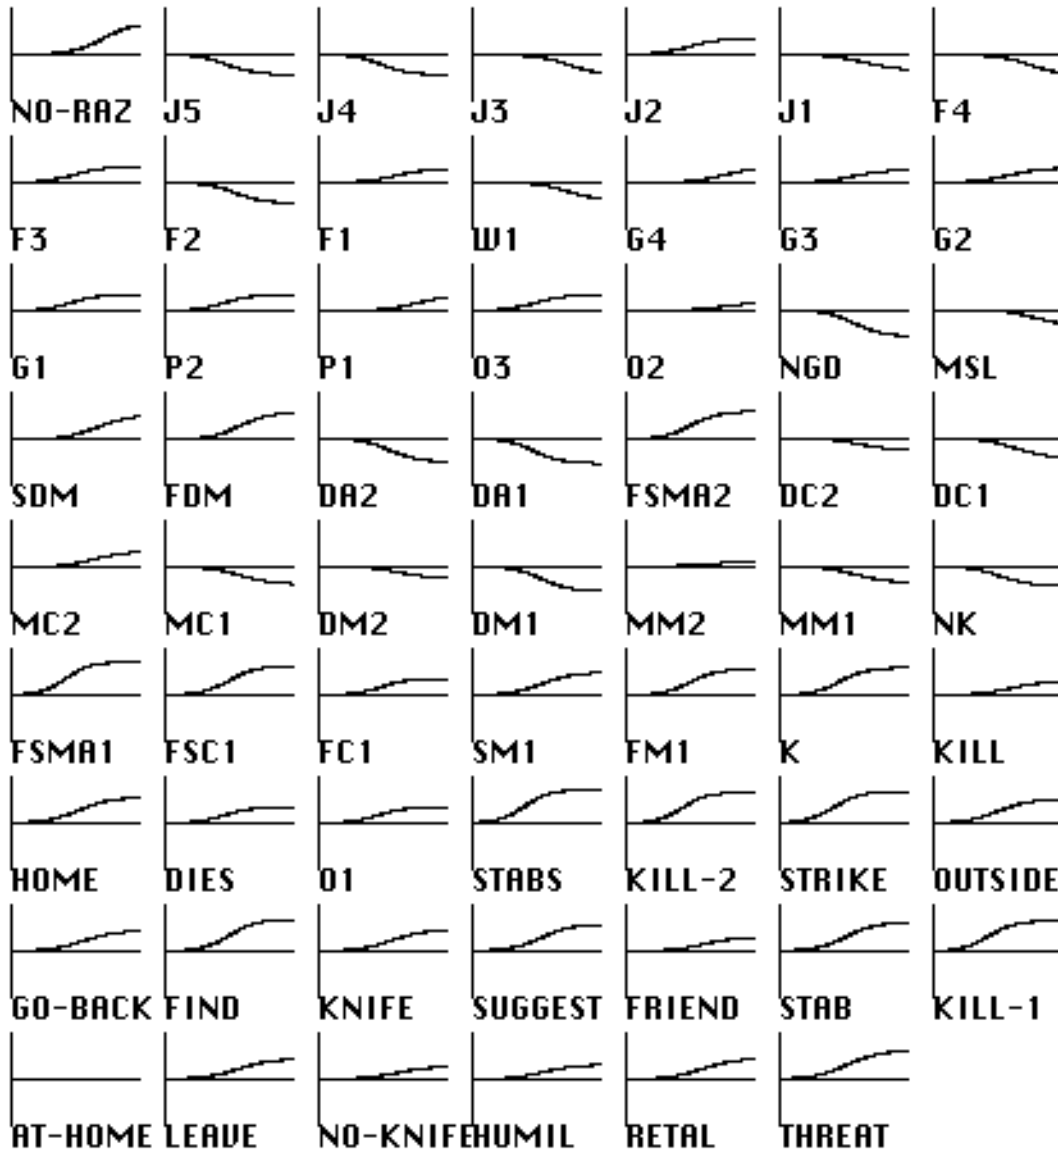 NO-RAZ J5 J4 J3 J2 J1 F4
F3 F2 F1 W1 G4 G3 G2
G1 P2 P1 O3 O2 NGD MSL
SDM FDM DA2 DA1 FSMA2 DC2 DC1
MC2 MC1 DM2 DM1 MM2 MM1 NK
FSMA1 FSC1 FC1 SM1 FM1 K KILL
HOME DIES O1 STABS KILL-2 STRIKE OUTSIDE
GO-BACK FIND KNIFE SUGGEST FRIEND STAB KILL-1
AT-HOME LEAVE NO-KNIFE HUMIL RETAL THREAT